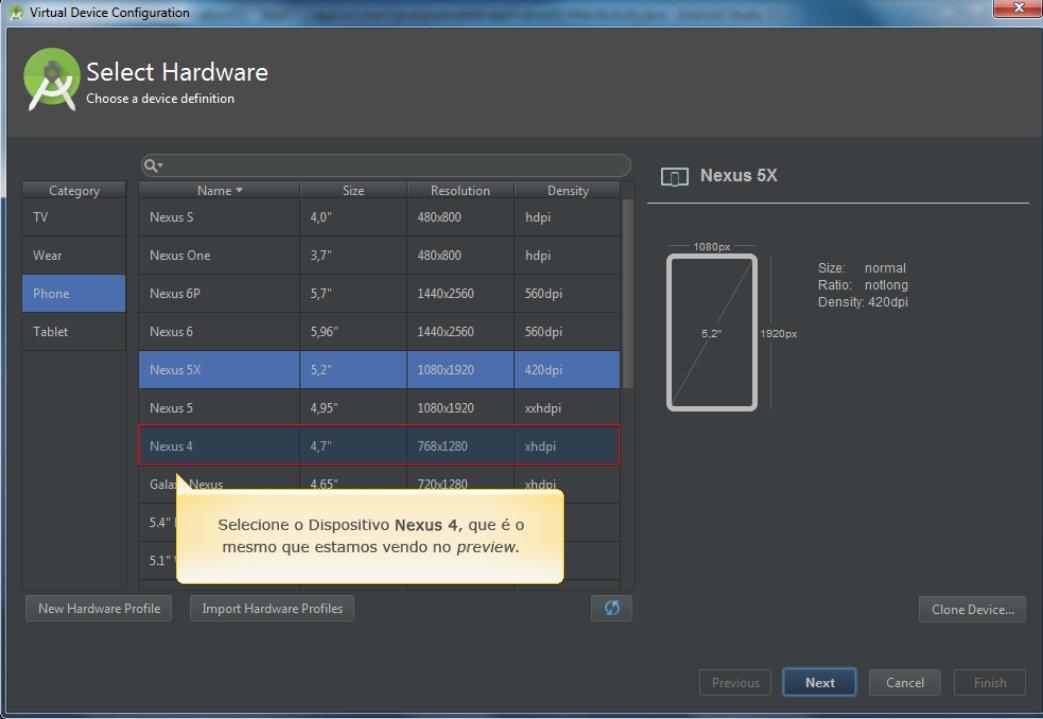 Virtual Device Configuration
X
Select Hardware
Choose a device definition
Category
TV
Wear
Phone
Tablet
Name Size Resolution Density
Nexus S 4,0" 480x800 hdpi
Nexus One 3,7" 480x800 hdpi
Nexus 6P 5,7" 1440x2560 560dpi
Nexus 6 5,96" 1440x2560 560dpi
Nexus 5X 5,2" 1080x1920 420dpi
Nexus 5 4,95" 1080x1920 xxhdpi
Nexus 4 4,7" 768x1280 xhdpi
Nexus 4,65" 720x1280 xhdpi
5.4"
5.1"
Selecione o Dispositivo Nexus 4, que é o
mesmo que estamos vendo no preview.
Nexus 5X
1080px
5,2"
1920px
Size: normal
Ratio: notlong
Density: 420dpi
New Hardware Profile
Import Hardware Profiles
Clone Device...
Previous
Next
Cancel
Finish